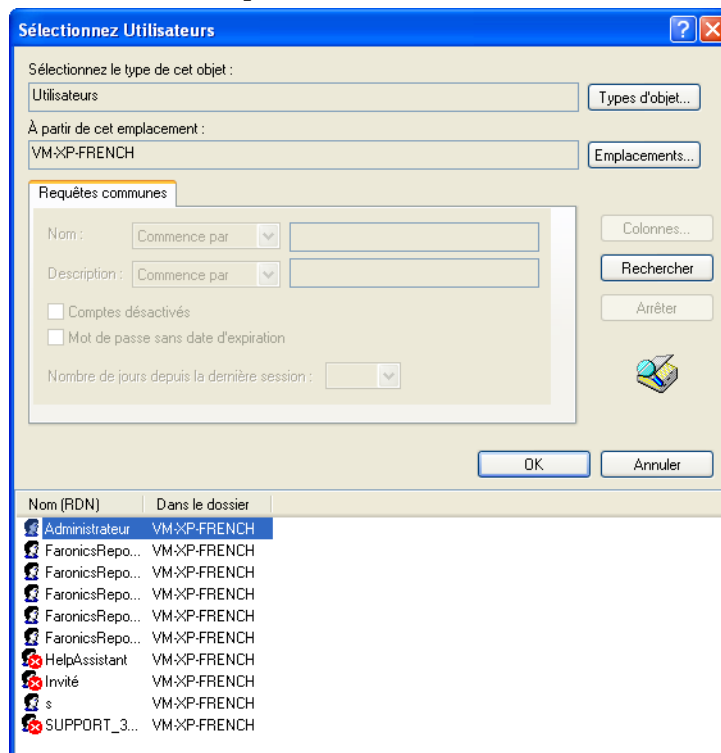 Sélectionnez Utilisateurs
Sélectionnez le type de cet objet :
Utilisateurs
Types d'objet...
À partir de cet emplacement :
VM-XP-FRENCH
Emplacements...
Requêtes communes
Nom :
Commence par
Colonnes...
Description :
Commence par
Rechercher
Comptes désactivés
Arrêter
Mot de passe sans date d'expiration
Nombre de jours depuis la dernière session :
OK
Annuler
Nom (RDN) Dans le dossier
Administrateur VM-XP-FRENCH
FaronicsRepo... VM-XP-FRENCH
FaronicsRepo... VM-XP-FRENCH
FaronicsRepo... VM-XP-FRENCH
FaronicsRepo... VM-XP-FRENCH
FaronicsRepo... VM-XP-FRENCH
HelpAssistant VM-XP-FRENCH
Invité VM-XP-FRENCH
s VM-XP-FRENCH
SUPPORT_3... VM-XP-FRENCH